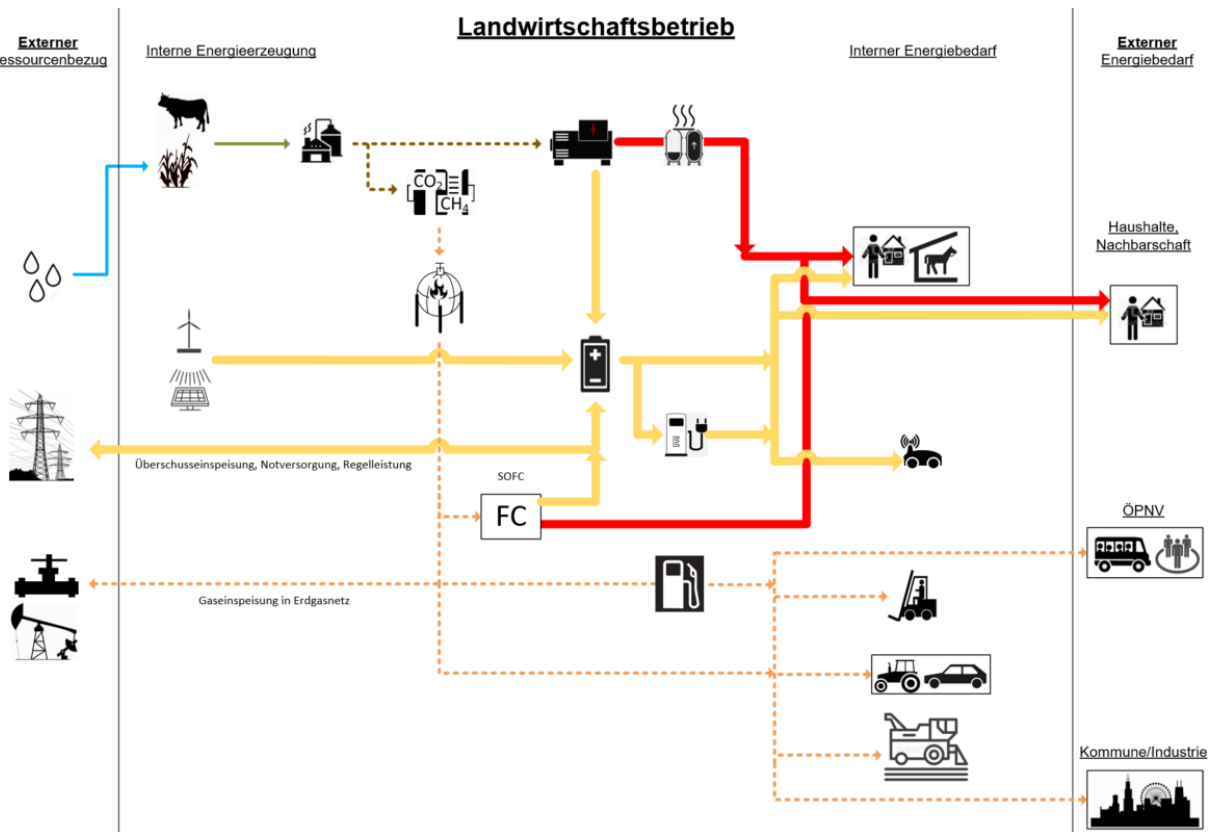 Landwirtschaftsbetrieb
Externer
essourcenbezug
Interne Energieerzeugung
Interner Energiebedarf
Externer
Energiebedarf
CO2
CH4
Haushalte,
Nachbarschaft
Überschusseinspeisung, Notversorgung, Regelleistung
SOFC
FC
ÖPNV
Gaseinspeisung in Erdgasnetz
Kommune/Industrie